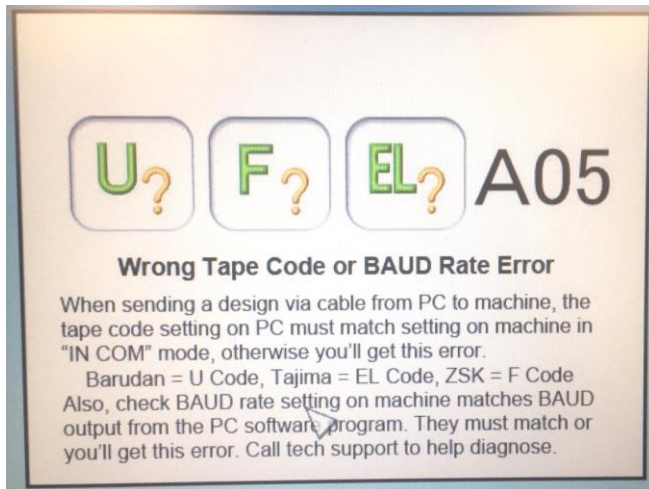 U? F? EL? A05
Wrong Tape Code or BAUD Rate Error
When sending a design via cable from PC to machine, the
tape code setting on PC must match setting on machine in
"IN COM" mode, otherwise you'll get this error.
Barudan = U Code, Tajima = EL Code, ZSK = F Code
Also, check BAUD rate setting on machine matches BAUD
output from the PC software program. They must match or
you'll get this error. Call tech support to help diagnose.